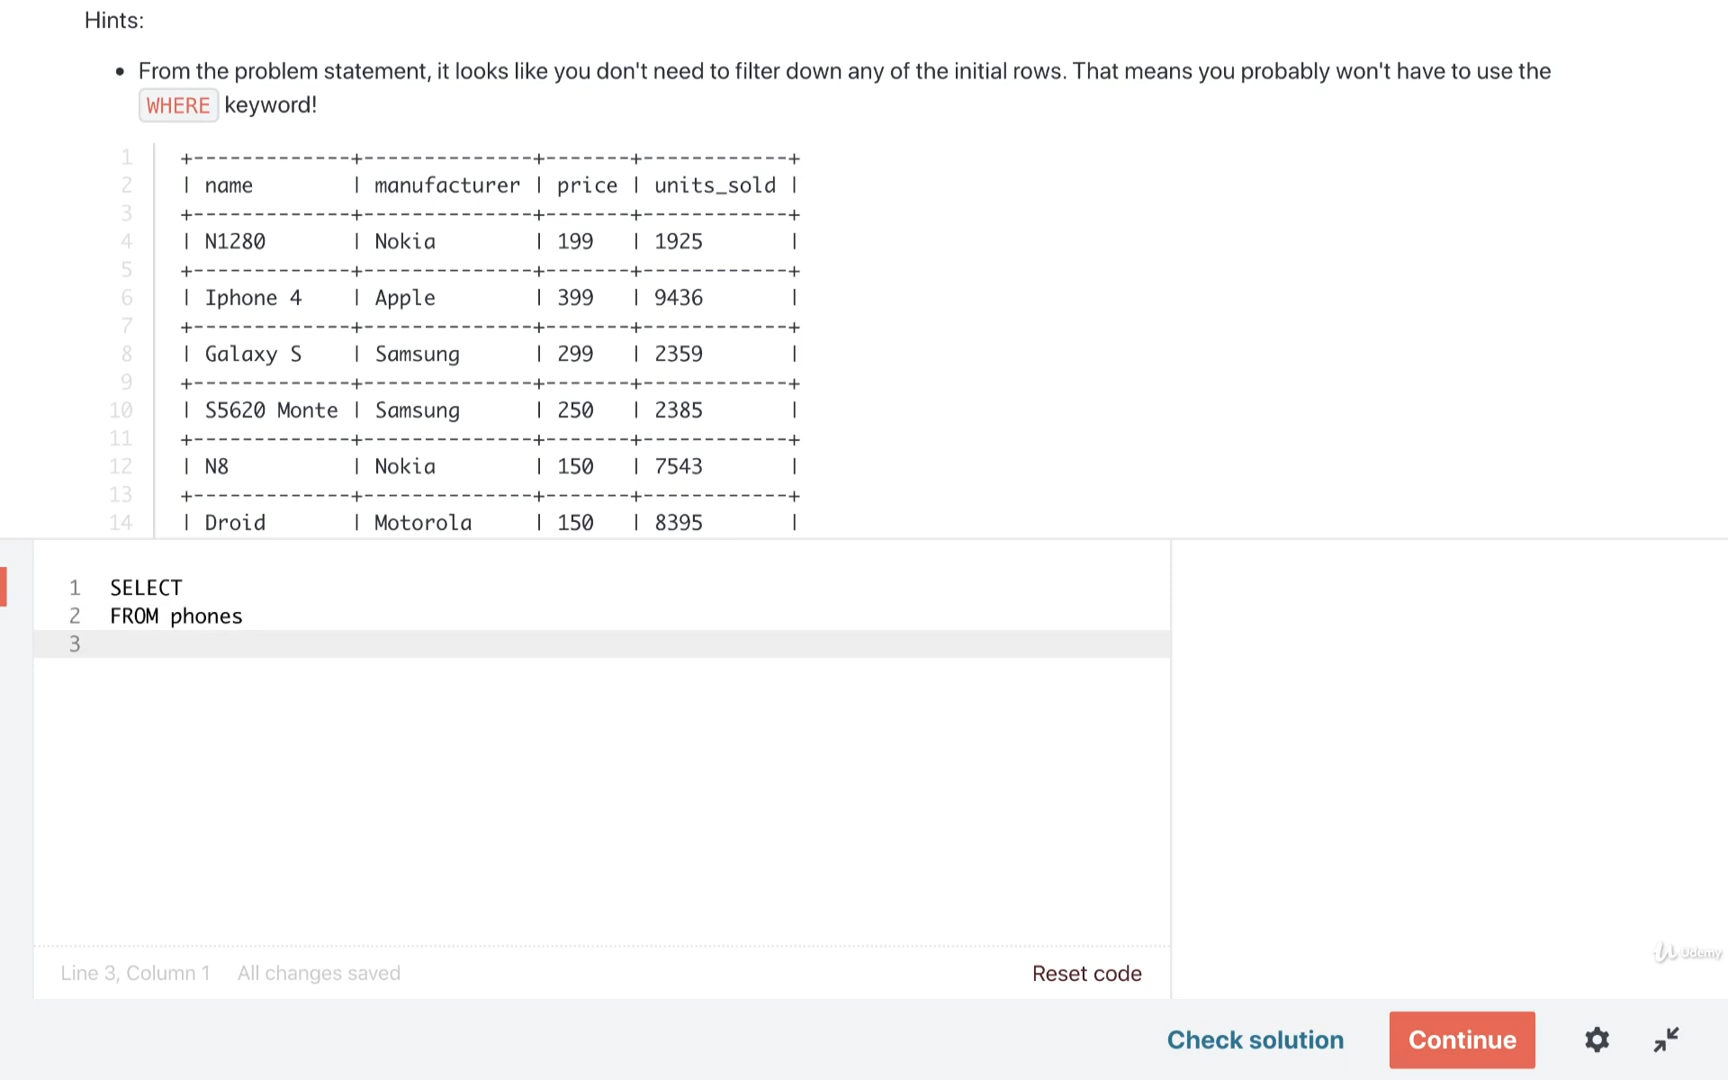 Hints:
• From the problem statement, it looks like you don't need to filter down any of the initial rows. That means you probably won't have to use the
WHERE keyword!
1 +-------------+--------------+-------+------------+
2 | name        | manufacturer | price | units_sold |
3 +-------------+--------------+-------+------------+
4 | N1280       | Nokia        | 199   | 1925       |
5 +-------------+--------------+-------+------------+
6 | Iphone 4    | Apple        | 399   | 9436       |
7 +-------------+--------------+-------+------------+
8 | Galaxy S    | Samsung      | 299   | 2359       |
9 +-------------+--------------+-------+------------+
10 | S5620 Monte | Samsung      | 250   | 2385       |
11 +-------------+--------------+-------+------------+
12 | N8          | Nokia        | 150   | 7543       |
13 +-------------+--------------+-------+------------+
14 | Droid       | Motorola     | 150   | 8395       |
1 SELECT
2 FROM phones
3
Udemy
Line 3, Column 1 All changes saved Reset code
Check solution Continue